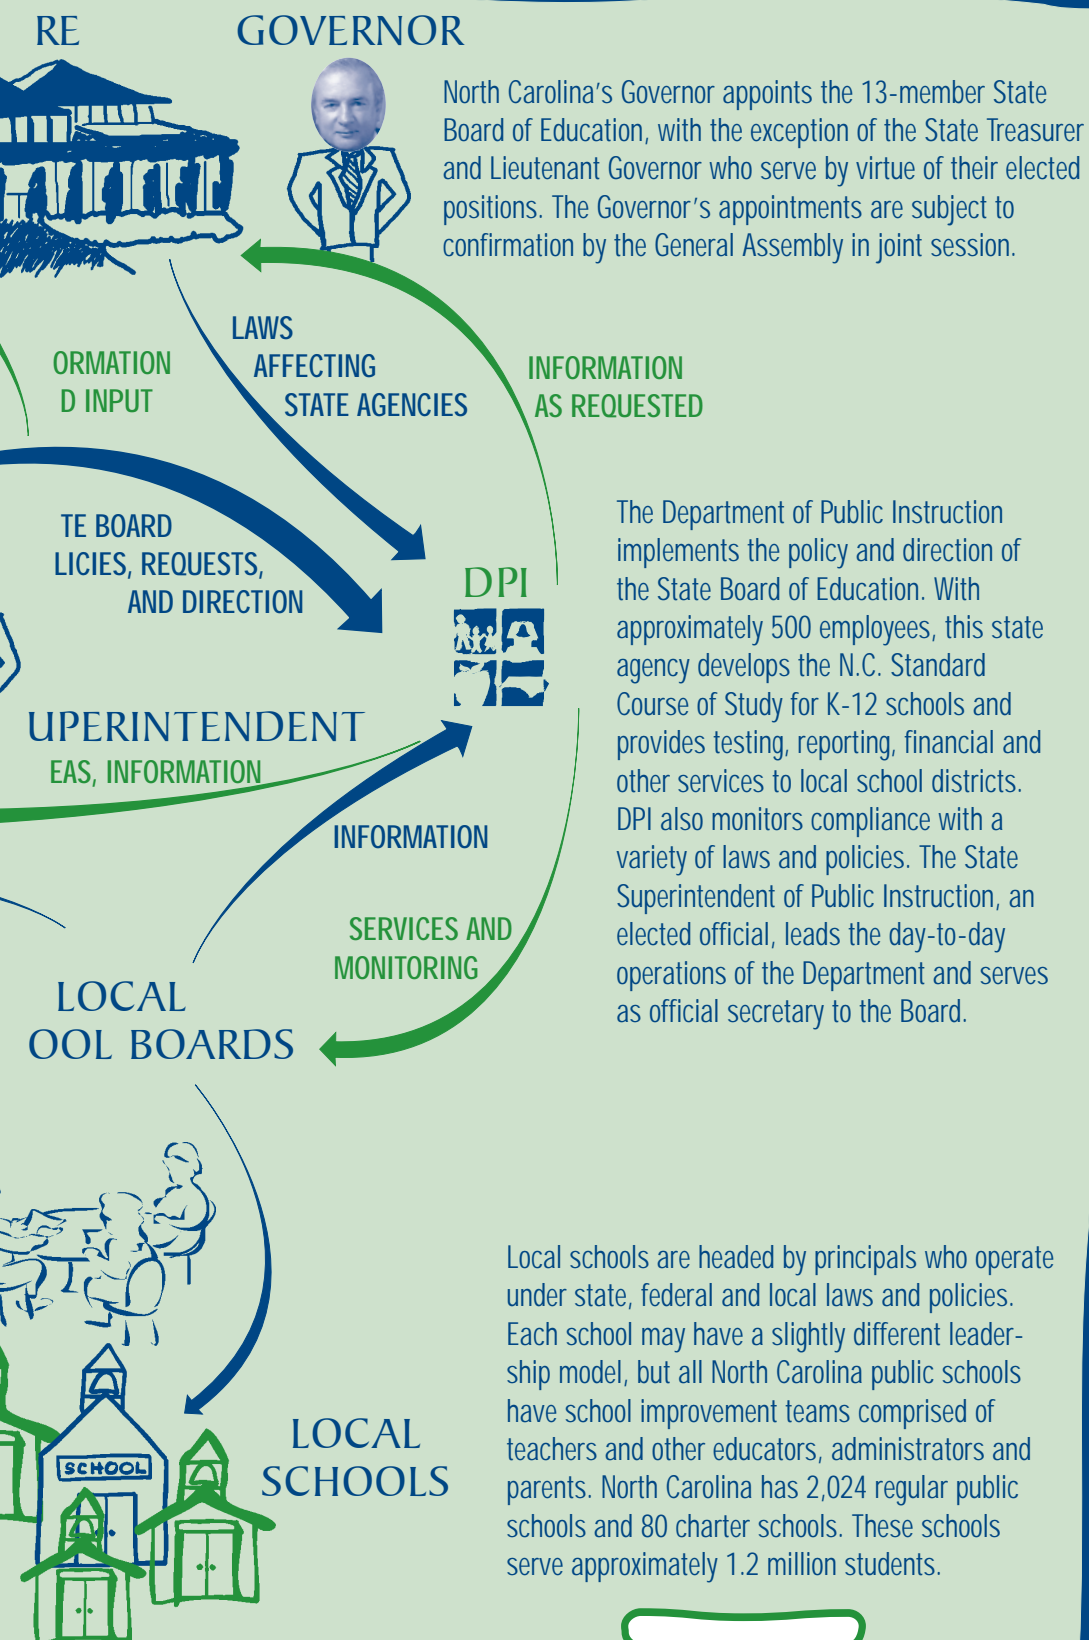 RE
GOVERNOR
North Carolina's Governor appoints the 13-member State
Board of Education, with the exception of the State Treasurer
and Lieutenant Governor who serve by virtue of their elected
positions. The Governor's appointments are subject to
confirmation by the General Assembly in joint session.
LAWS
AFFECTING
STATE AGENCIES
ORMATION
D INPUT
INFORMATION
AS REQUESTED
TE BOARD
LICIES, REQUESTS,
AND DIRECTION
DPI
The Department of Public Instruction
implements the policy and direction of
the State Board of Education. With
approximately 500 employees, this state
agency develops the N.C. Standard
Course of Study for K-12 schools and
provides testing, reporting, financial and
other services to local school districts.
DPI also monitors compliance with a
variety of laws and policies. The State
Superintendent of Public Instruction, an
elected official, leads the day-to-day
operations of the Department and serves
as official secretary to the Board.
UPERINTENDENT
EAS, INFORMATION
INFORMATION
SERVICES AND
MONITORING
LOCAL
OOL BOARDS
Local schools are headed by principals who operate
under state, federal and local laws and policies.
Each school may have a slightly different leader-
ship model, but all North Carolina public schools
have school improvement teams comprised of
teachers and other educators, administrators and
parents. North Carolina has 2,024 regular public
schools and 80 charter schools. These schools
serve approximately 1.2 million students.
SCHOOL
LOCAL
SCHOOLS